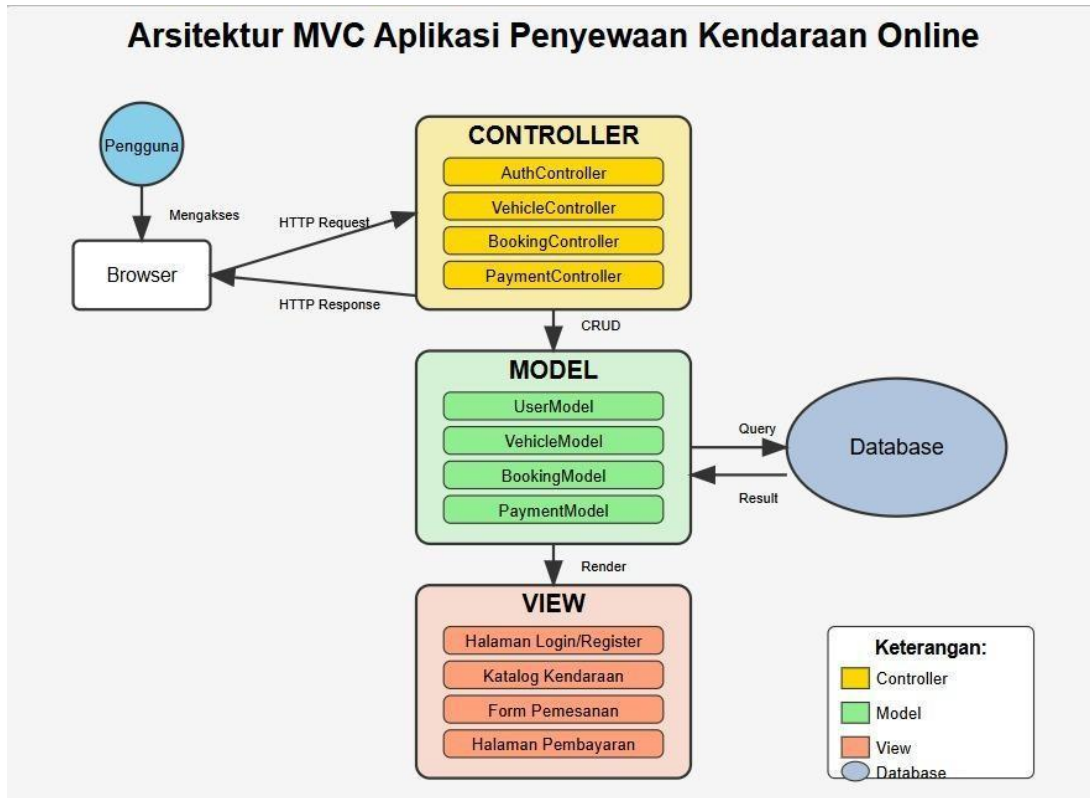 Arsitektur MVC Aplikasi Penyewaan Kendaraan Online
Pengguna
Mengakses
Browser
HTTP Request
HTTP Response
CONTROLLER
AuthController
VehicleController
BookingController
PaymentController
CRUD
MODEL
UserModel
VehicleModel
BookingModel
PaymentModel
Query
Result
Database
Render
VIEW
Halaman Login/Register
Katalog Kendaraan
Form Pemesanan
Halaman Pembayaran
Keterangan:
Controller
Model
View
Database